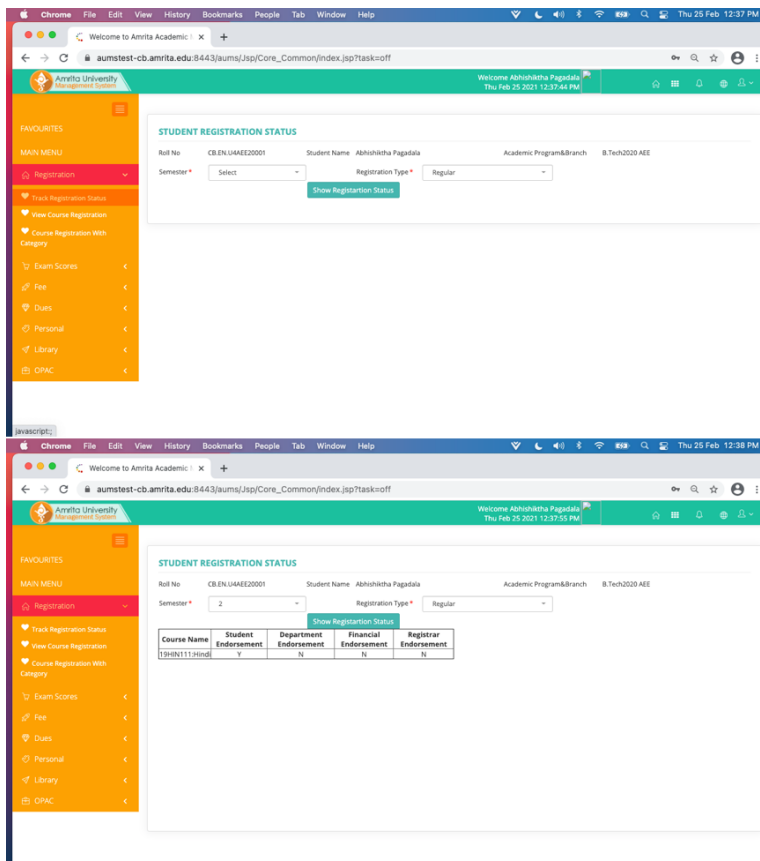 Chrome File Edit View History Bookmarks People Tab Window Help Thu 25 Feb 12:37 PM
Welcome to Amrita Academic
aumstest-cb.amrita.edu:8443/aums/Jsp/Core_Common/index.jsp?task=off
Amrita University
Management System
Welcome Abhishiktha Pagadala
Thu Feb 25 2021 12:37:44 PM
FAVOURITES
MAIN MENU
Registration
Track Registration Status
View Course Registration
Course Registration With
Category
Exam Scores
Fee
Dues
Personal
Library
OPAC
STUDENT REGISTRATION STATUS
Roll No CB.EN.U4AEE20001 Student Name Abhishiktha Pagadala Academic Program&Branch B.Tech2020 AEE
Semester * Select Registration Type * Regular
Show Registartion Status
javascript:;
Chrome File Edit View History Bookmarks People Tab Window Help Thu 25 Feb 12:38 PM
Welcome to Amrita Academic
aumstest-cb.amrita.edu:8443/aums/Jsp/Core_Common/index.jsp?task=off
Amrita University
Management System
Welcome Abhishiktha Pagadala
Thu Feb 25 2021 12:37:55 PM
FAVOURITES
MAIN MENU
Registration
Track Registration Status
View Course Registration
Course Registration With
Category
Exam Scores
Fee
Dues
Personal
Library
OPAC
STUDENT REGISTRATION STATUS
Roll No CB.EN.U4AEE20001 Student Name Abhishiktha Pagadala Academic Program&Branch B.Tech2020 AEE
Semester * 2 Registration Type * Regular
Show Registartion Status
Course Name Student Endorsement Department Endorsement Financial Endorsement Registrar Endorsement
19HIN111:Hindi Y N N N